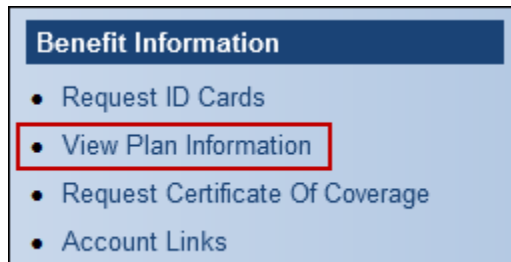 Benefit Information
• Request ID Cards
• View Plan Information
• Request Certificate Of Coverage
• Account Links